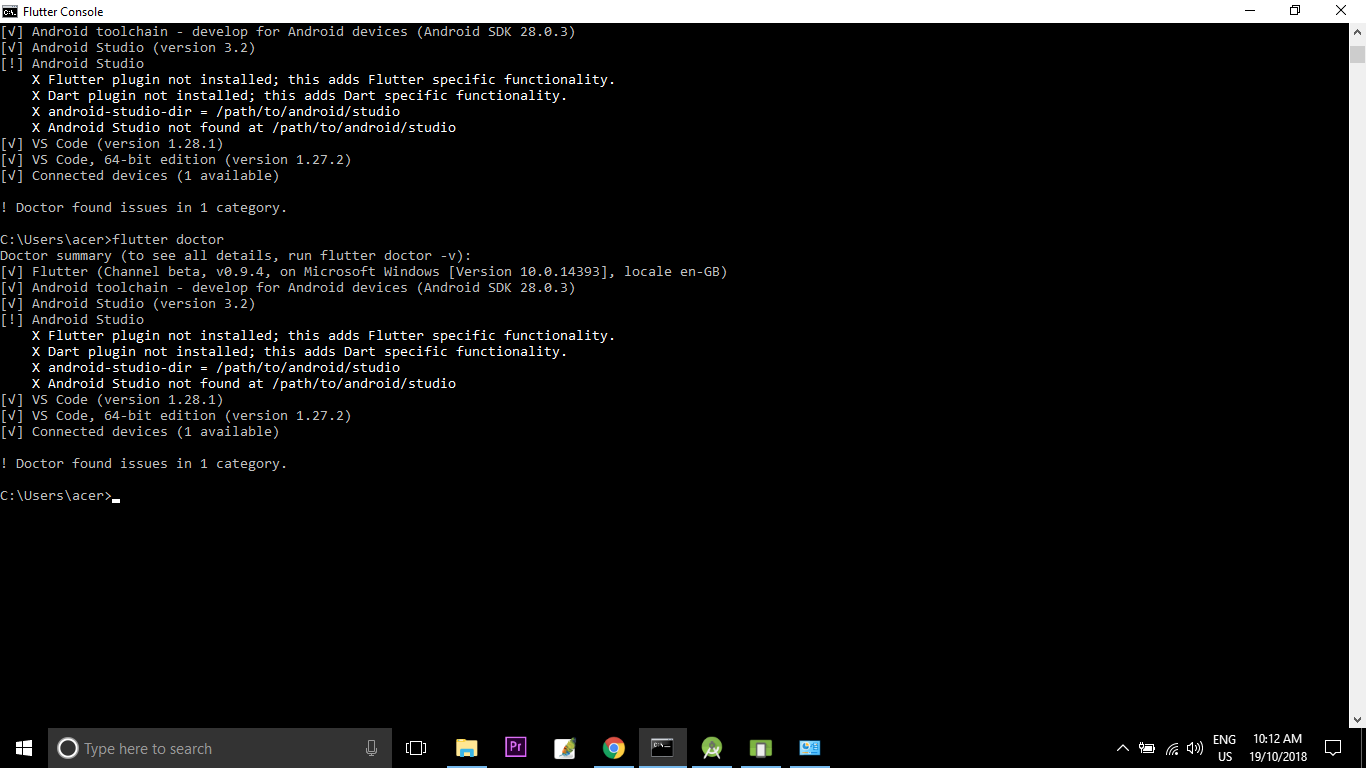 Flutter Console
[√] Android toolchain - develop for Android devices (Android SDK 28.0.3)
[√] Android Studio (version 3.2)
[!] Android Studio
    X Flutter plugin not installed; this adds Flutter specific functionality.
    X Dart plugin not installed; this adds Dart specific functionality.
    X android-studio-dir = /path/to/android/studio
    X Android Studio not found at /path/to/android/studio
[√] VS Code (version 1.28.1)
[√] VS Code, 64-bit edition (version 1.27.2)
[√] Connected devices (1 available)
! Doctor found issues in 1 category.
C:\Users\acer>flutter doctor
Doctor summary (to see all details, run flutter doctor -v):
[√] Flutter (Channel beta, v0.9.4, on Microsoft Windows [Version 10.0.14393], locale en-GB)
[√] Android toolchain - develop for Android devices (Android SDK 28.0.3)
[√] Android Studio (version 3.2)
[!] Android Studio
    X Flutter plugin not installed; this adds Flutter specific functionality.
    X Dart plugin not installed; this adds Dart specific functionality.
    X android-studio-dir = /path/to/android/studio
    X Android Studio not found at /path/to/android/studio
[√] VS Code (version 1.28.1)
[√] VS Code, 64-bit edition (version 1.27.2)
[√] Connected devices (1 available)
! Doctor found issues in 1 category.
C:\Users\acer>
Type here to search
Pr
ENG
US
10:12 AM
19/10/2018